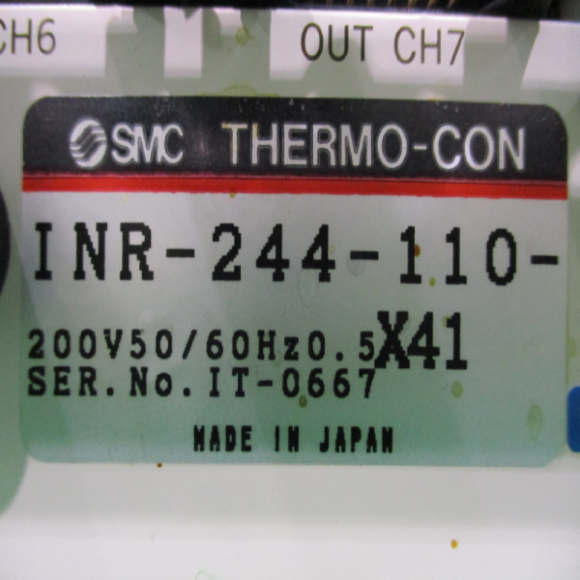 CH6
OUT CH7
SMC THERMO-CON
INR-244-110-
200V50/60Hz0.5X41
SER.No.IT-0667
MADE IN JAPAN